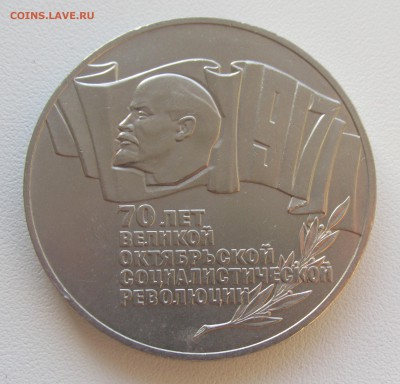 COINS.LAVE.RU
1917
70 ЛЕТ
ВЕЛИКОЙ
ОКТЯБРЬСКОЙ
СОЦИАЛИСТИЧЕСКОЙ
РЕВОЛЮЦИИ